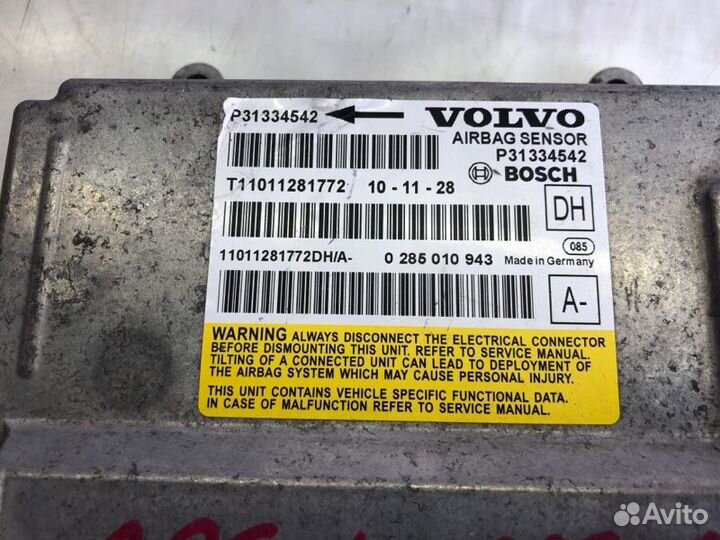 P31334542
VOLVO
AIRBAG SENSOR
P31334542
BOSCH
T11011281772 10-11-28
DH
085
11011281772DH/A- 0 285 010 943 Made in Germany
A-
WARNING ALWAYS DISCONNECT THE ELECTRICAL CONNECTOR
BEFORE DISMOUNTING THIS UNIT. REFER TO SERVICE MANUAL.
TILTING OF A CONNECTED UNIT CAN LEAD TO DEPLOYMENT OF
THE AIRBAG SYSTEM WHICH MAY CAUSE PERSONAL INJURY.
THIS UNIT CONTAINS VEHICLE SPECIFIC FUNCTIONAL DATA.
IN CASE OF MALFUNCTION REFER TO SERVICE MANUAL.
Avito